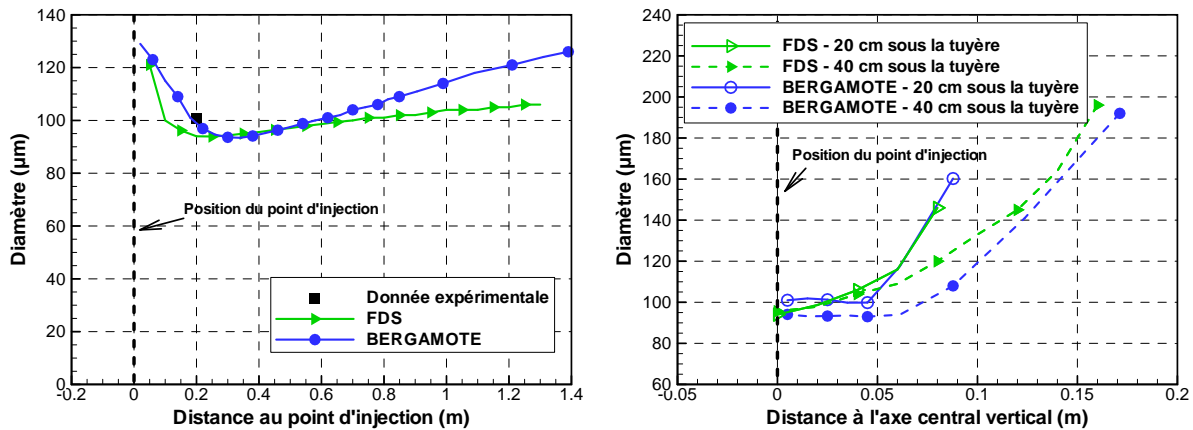 140
120
100
80
60
40
20
0
-0.2
0
0.2
0.4
0.6
0.8
1
1.2
1.4
Diamètre (µm)
Distance au point d'injection (m)
Position du point d'injection
Donnée expérimentale
FDS
BERGAMOTE
240
220
200
180
160
140
120
100
80
60
-0.05
0
0.05
0.1
0.15
0.2
Diamètre (µm)
Distance à l'axe central vertical (m)
FDS - 20 cm sous la tuyère
FDS - 40 cm sous la tuyère
BERGAMOTE - 20 cm sous la tuyère
BERGAMOTE - 40 cm sous la tuyère
Position du point d'injection